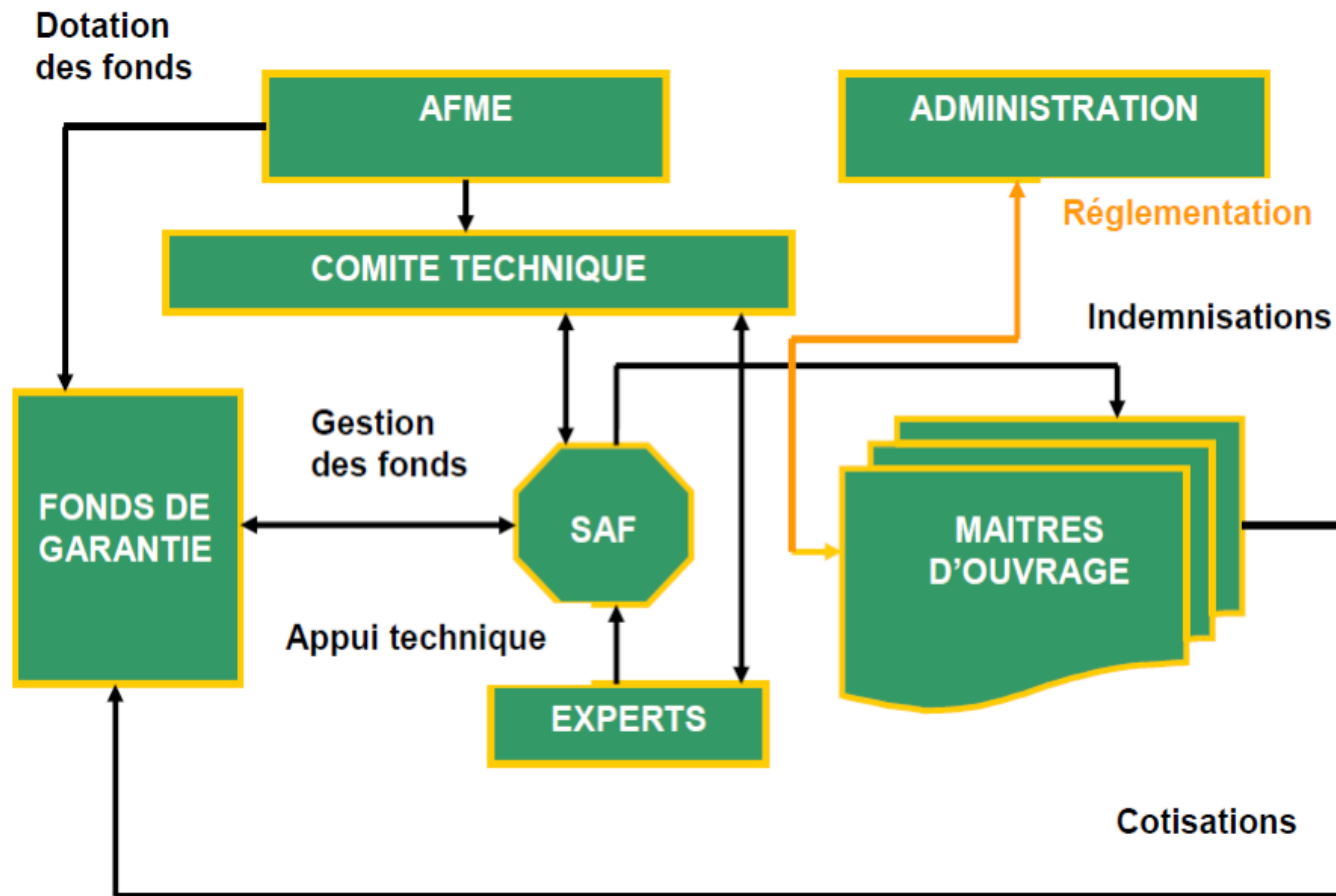 Dotation
des fonds
AFME
ADMINISTRATION
Réglementation
COMITE TECHNIQUE
Indemnisations
Gestion
des fonds
FONDS DE
GARANTIE
SAF
MAITRES
D’OUVRAGE
Appui technique
EXPERTS
Cotisations